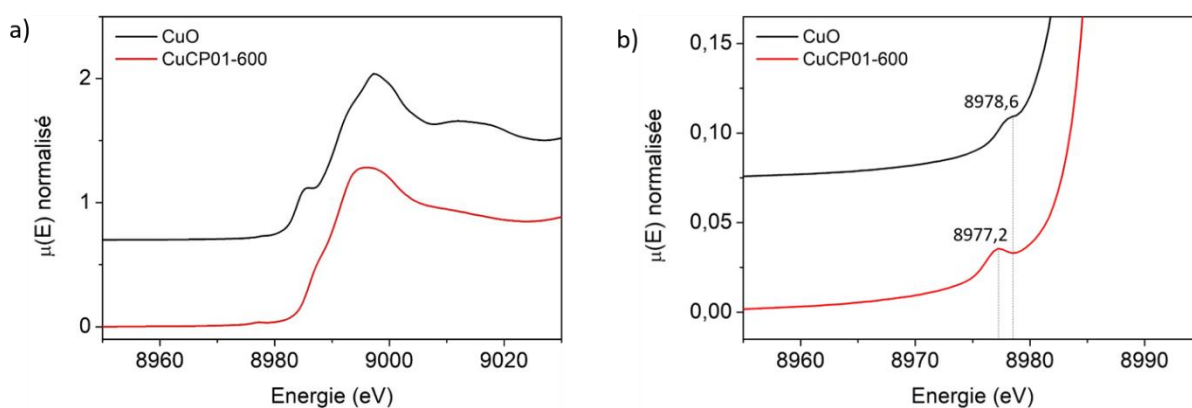 a)
CuO
CuCP01-600
2
1
0
µ(E) normalisé
8960
8980
9000
9020
Energie (eV)
b)
0,15
CuO
CuCP01-600
8978,6
0,10
0,05
8977,2
0,00
µ(E) normalisée
8960
8970
8980
8990
Energie (eV)